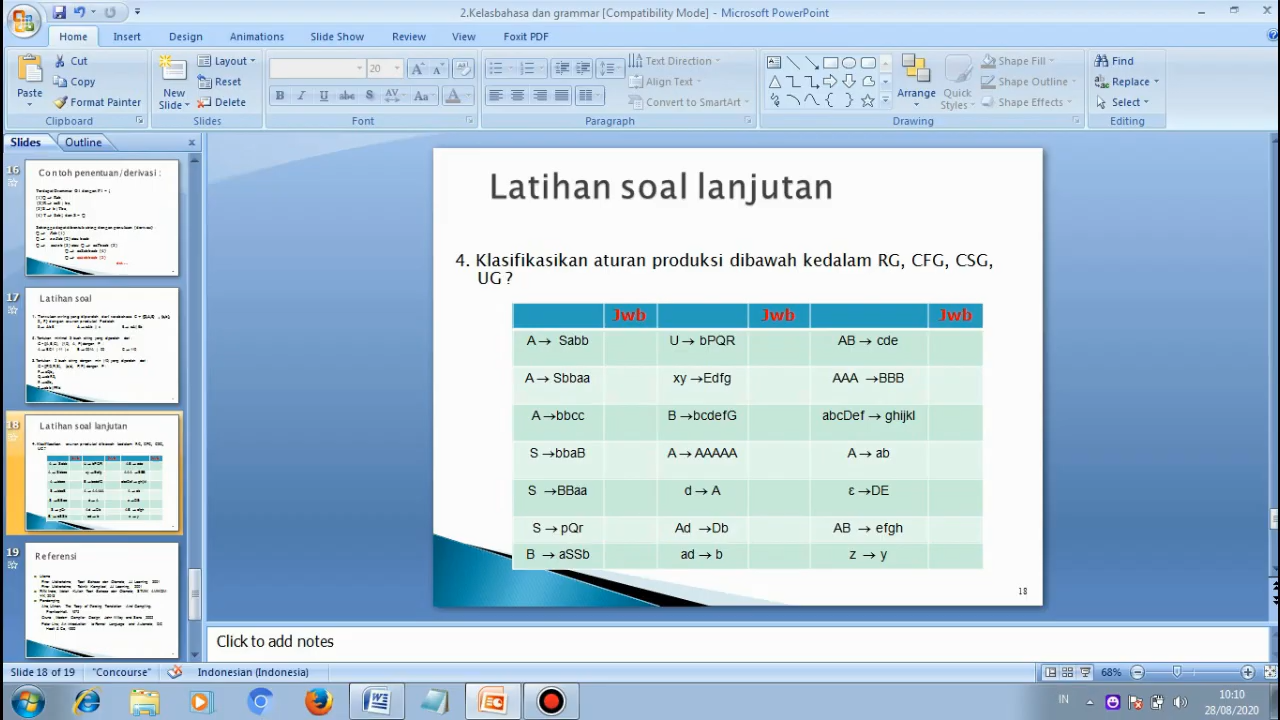 2.Kelasbahasa dan grammar [Compatibility Mode] - Microsoft PowerPoint
Home Insert Design Slide Show Animations Review View Foxit PDF
Paste
Cut
Copy
Format Painter
Clipboard
New Slide
Layout
Reset
Delete
Slides
20
Font
Text Direction
Align Text
Convert to SmartArt
Paragraph
Arrange
Quick Styles
Shape Fill
Shape Outline
Shape Effects
Drawing
Find
Replace
Select
Editing
Slides Outline
16
Contoh penentuan/derivasi :
17
Latihan soal
18
Latihan soal lanjutan
19
Referensi
Latihan soal lanjutan
4. Klasifikasikan aturan produksi dibawah kedalam RG, CFG, CSG,
UG ?
Jwb Jwb Jwb
A → Sabb U → bPQR AB → cde
A → Sbbaa xy →Edfg AAA →BBB
A →bbcc B →bcdefG abcDef → ghijkl
S →bbaB A → AAAAA A → ab
S →BBaa d → A ε →DE
S → pQr Ad →Db AB → efgh
B → aSSb ad → b z → y
18
Click to add notes
Slide 18 of 19 "Concourse" Indonesian (Indonesia) 68%
IN 10:10
28/08/2020